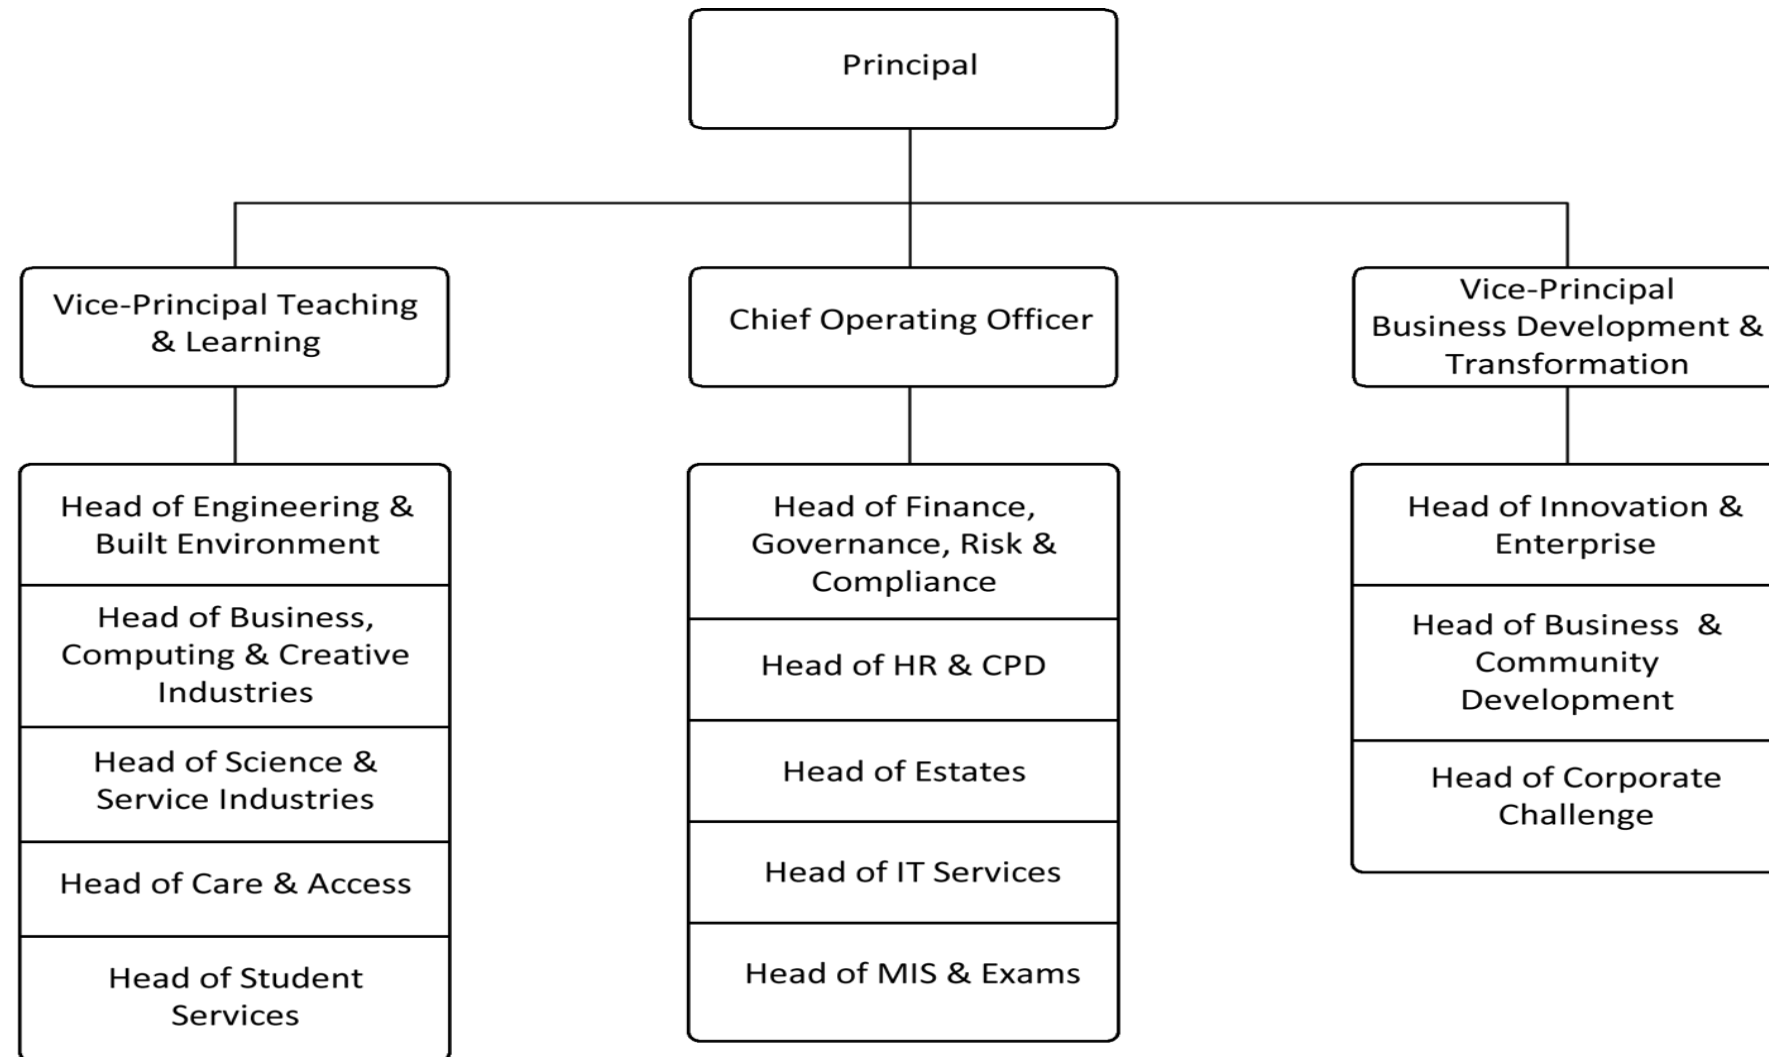 Principal
Vice-Principal Teaching
& Learning
Chief Operating Officer
Vice-Principal
Business Development &
Transformation
Head of Engineering &
Built Environment
Head of Business,
Computing & Creative
Industries
Head of Science &
Service Industries
Head of Care & Access
Head of Student
Services
Head of Finance,
Governance, Risk &
Compliance
Head of HR & CPD
Head of Estates
Head of IT Services
Head of MIS & Exams
Head of Innovation &
Enterprise
Head of Business  &
Community
Development
Head of Corporate
Challenge